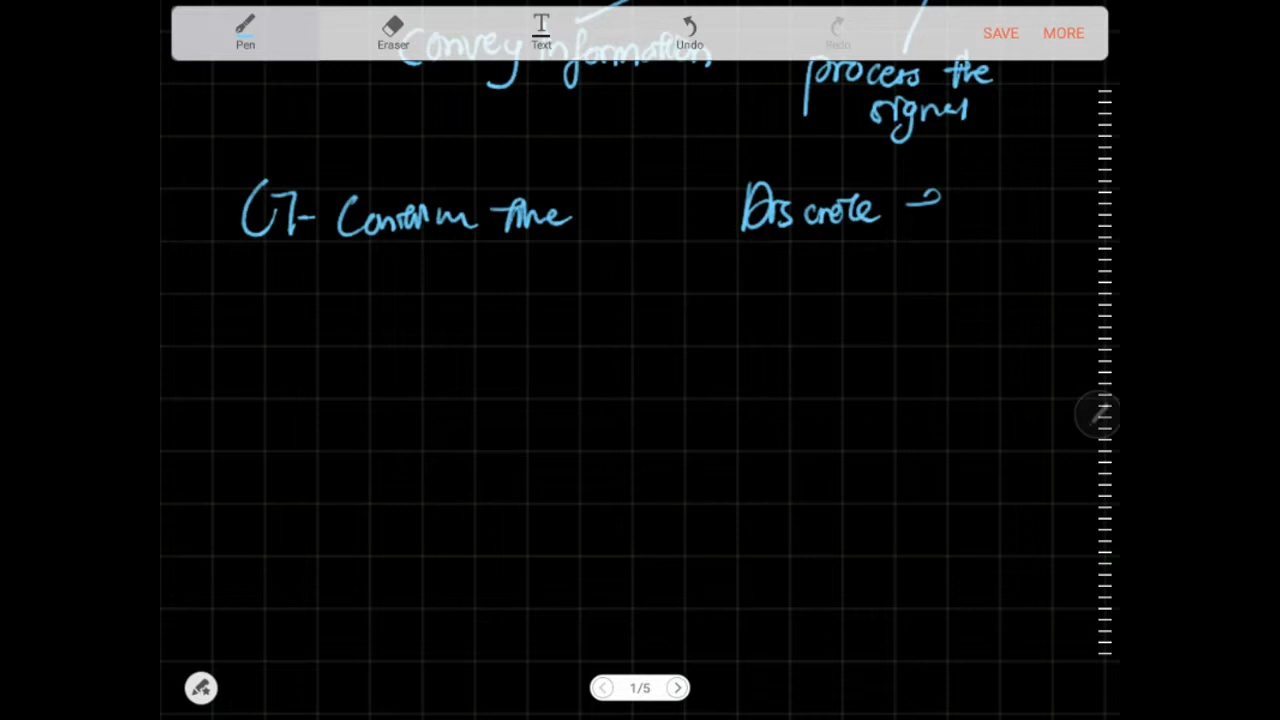 Pen Eraser Text Undo Redo SAVE MORE
Convey information
process the
signal
CT- Continuous time Discrete
1/5